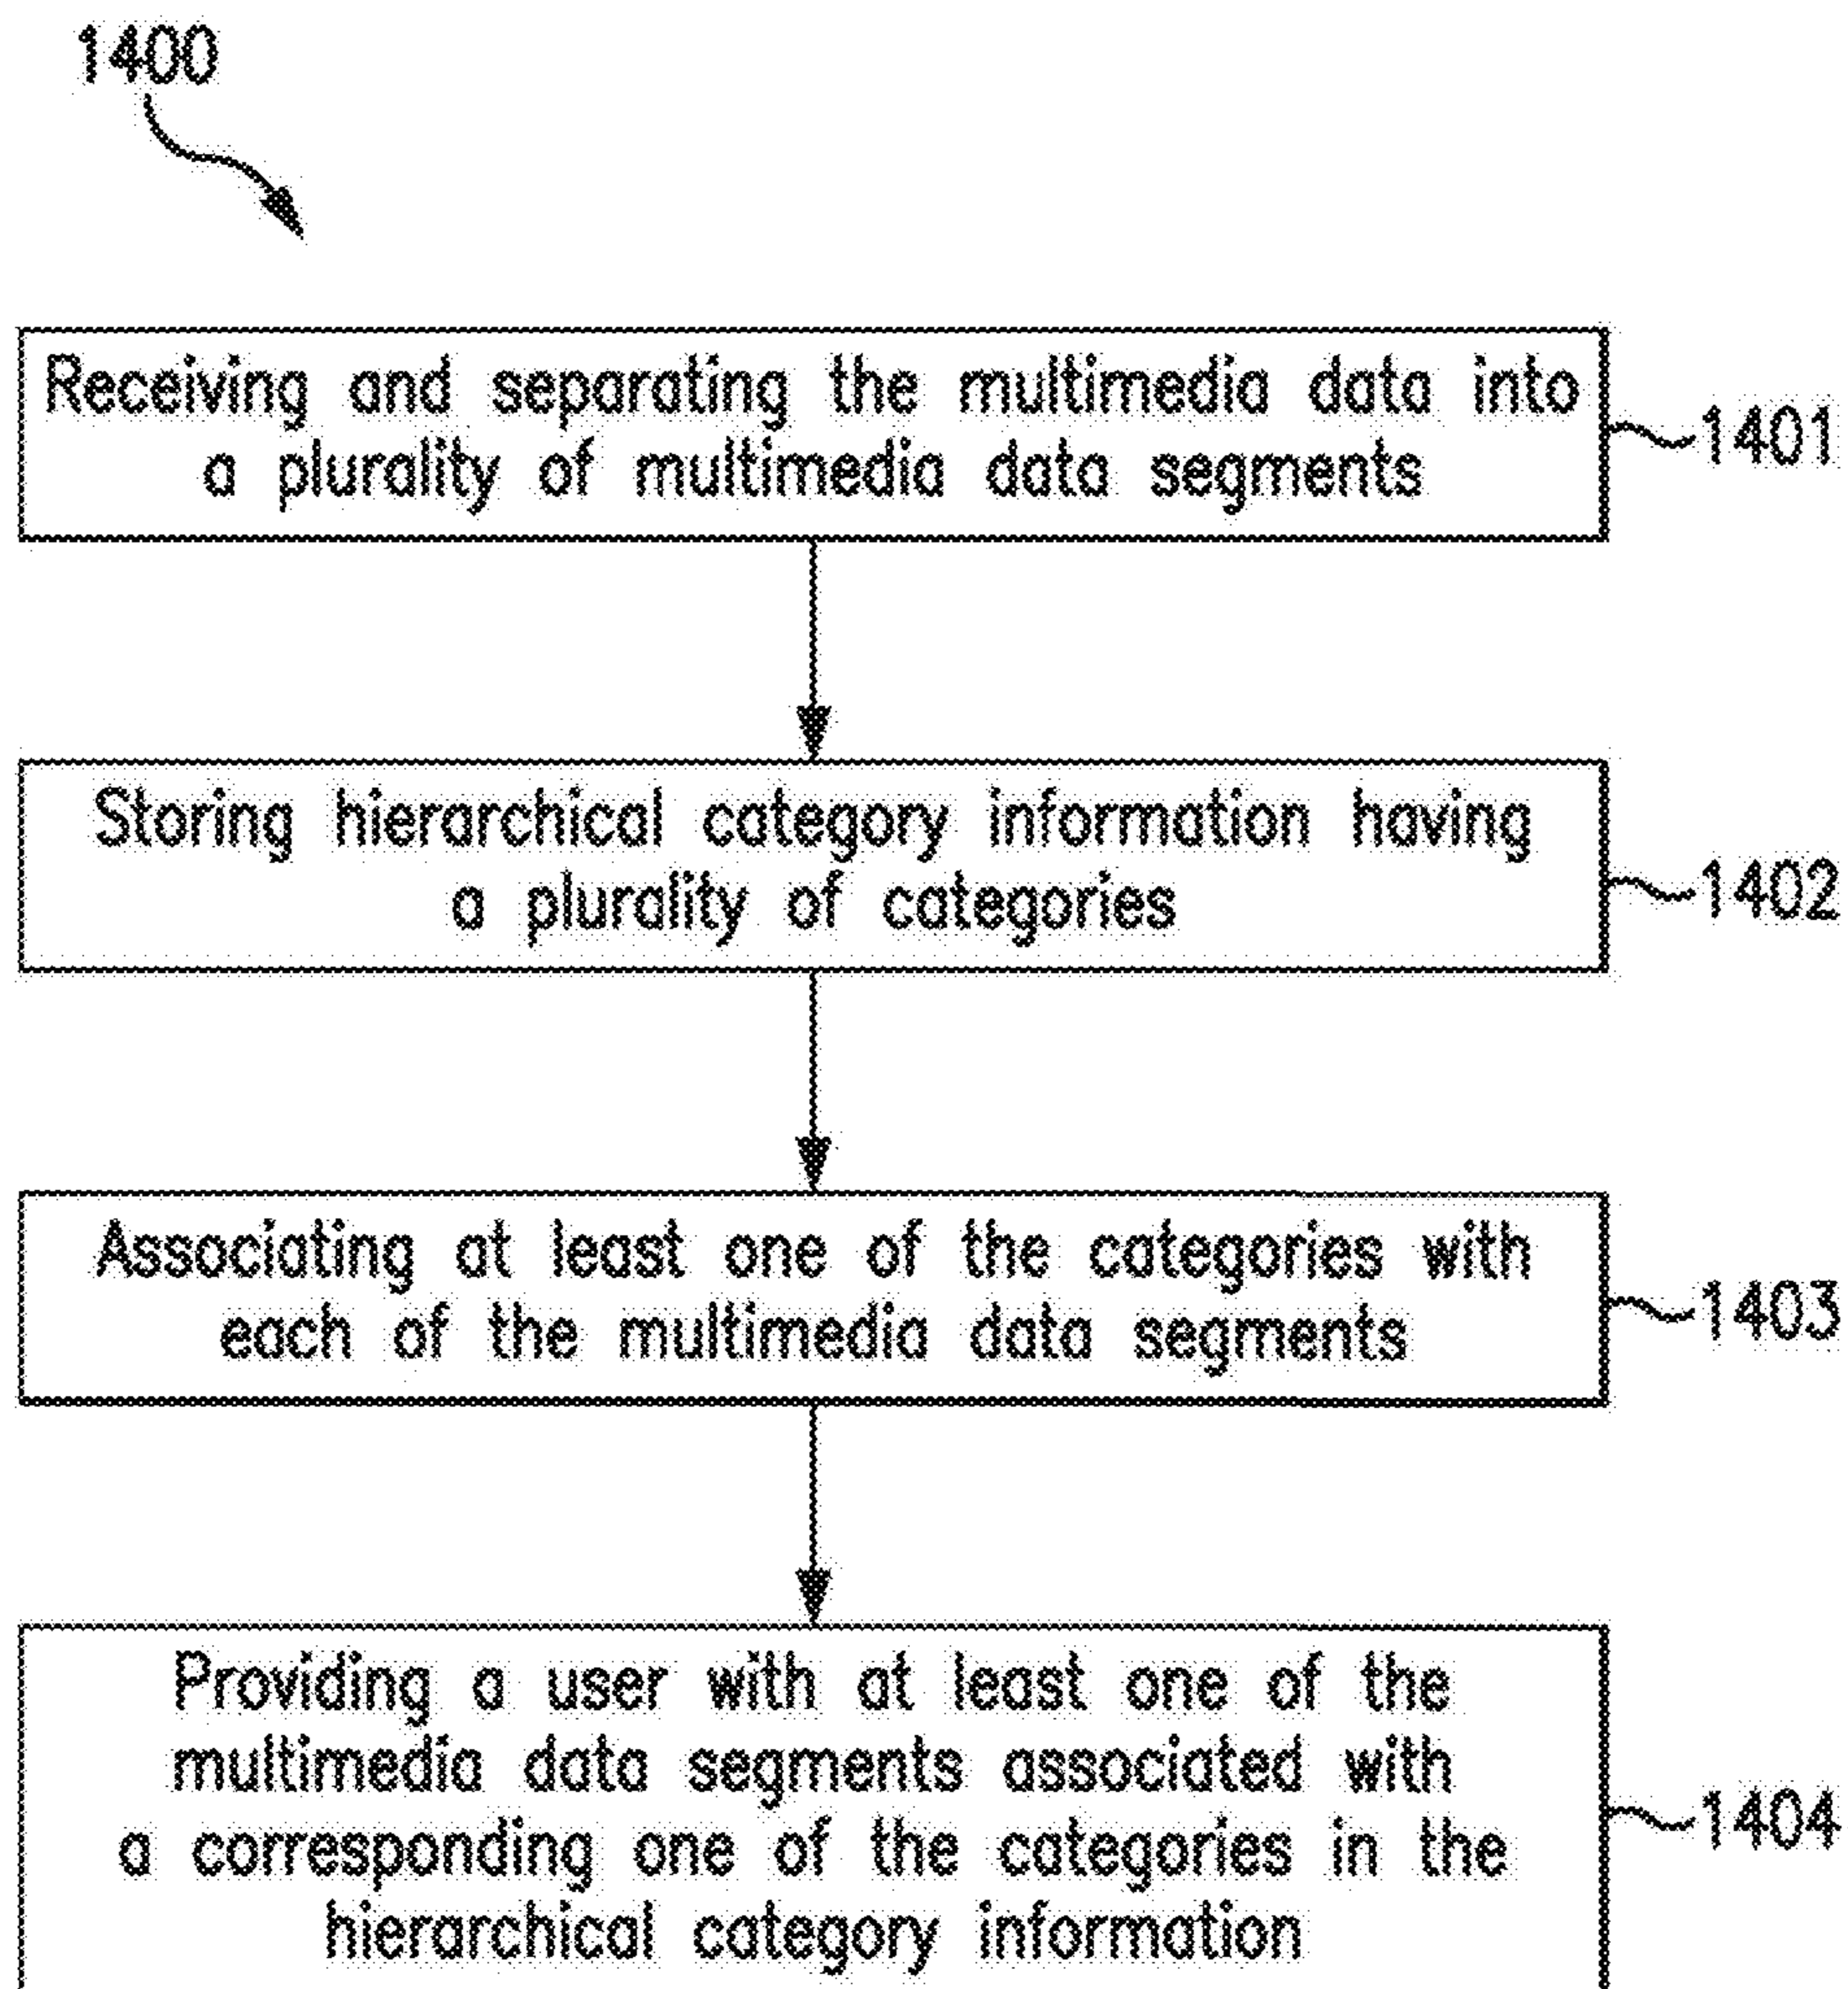 1400
Receiving and separating the multimedia data into
a plurality of multimedia data segments
1401
Storing hierarchical category information having
a plurality of categories
1402
Associating at least one of the categories with
each of the multimedia data segments
1403
Providing a user with at least one of the
multimedia data segments associated with
a corresponding one of the categories in the
hierarchical category information
1404